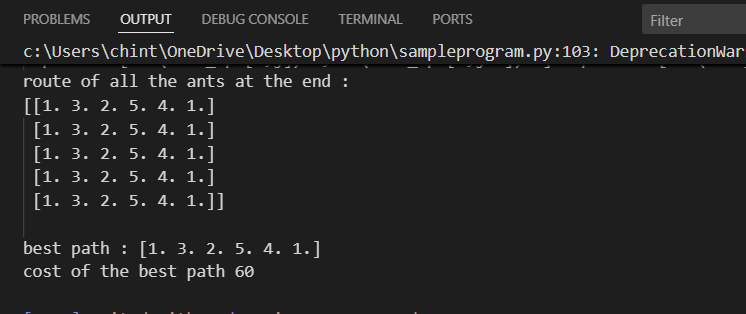 PROBLEMS OUTPUT DEBUG CONSOLE TERMINAL PORTS Filter
c:\Users\chint\OneDrive\Desktop\python\sampleprogram.py:103: DeprecationWar
route of all the ants at the end :
[[1. 3. 2. 5. 4. 1.]
[1. 3. 2. 5. 4. 1.]
[1. 3. 2. 5. 4. 1.]
[1. 3. 2. 5. 4. 1.]
[1. 3. 2. 5. 4. 1.]]
best path : [1. 3. 2. 5. 4. 1.]
cost of the best path 60